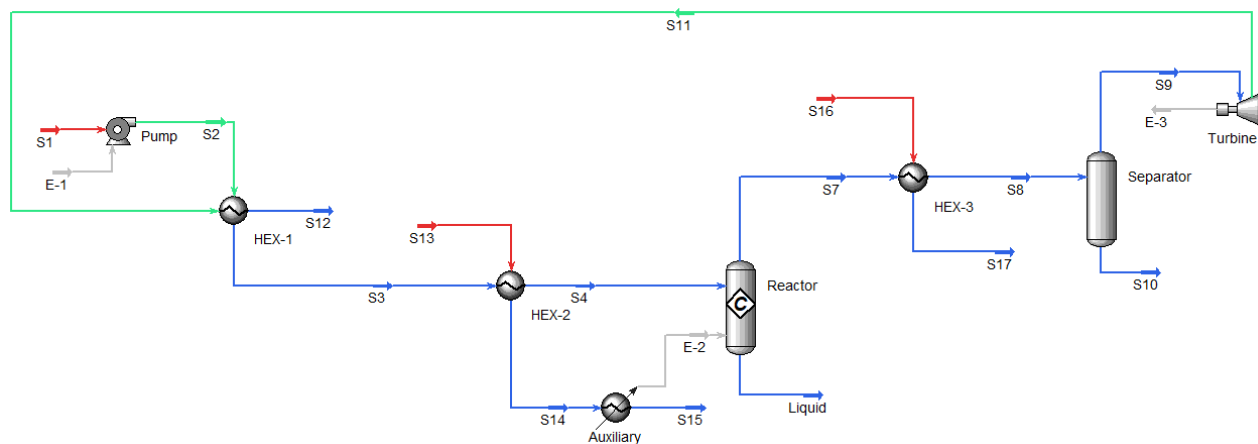 S11
S1
E-1
Pump
S2
HEX-1
S12
S3
S13
HEX-2
S4
S14
Auxiliary
S15
E-2
Reactor
C
Liquid
S7
S16
HEX-3
S17
S8
Separator
S10
S9
E-3
Turbine